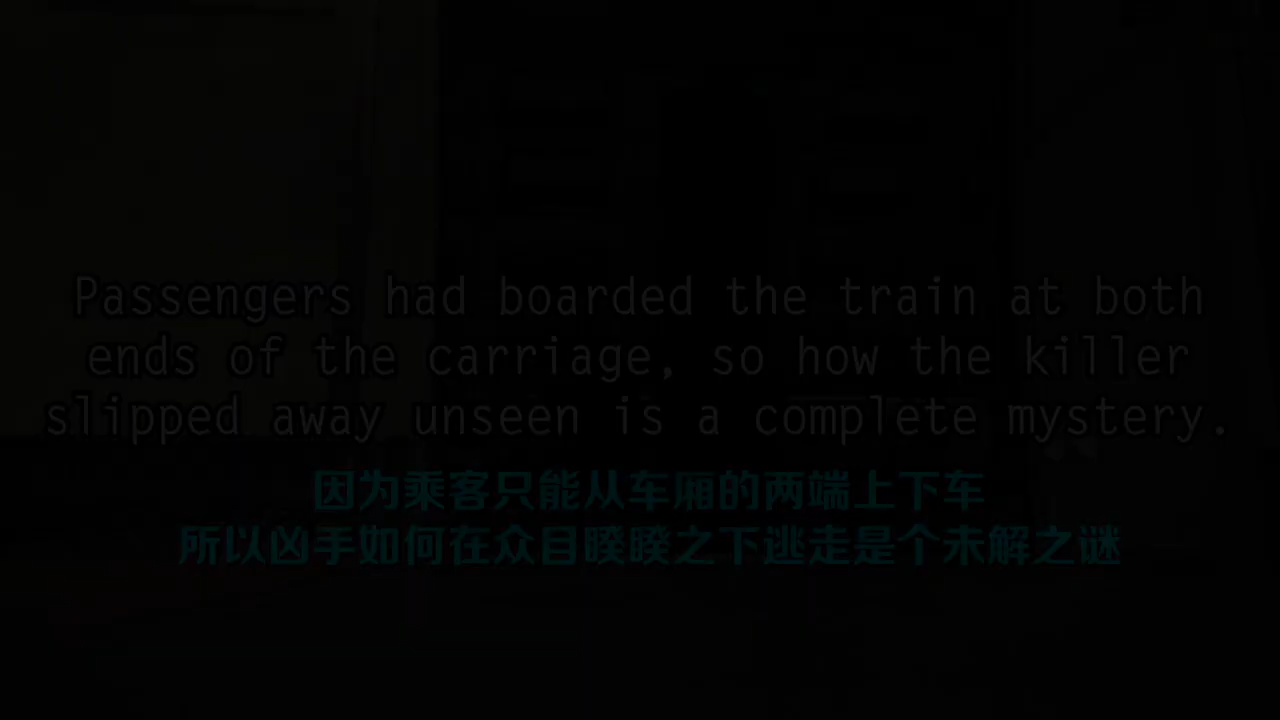 Passengers had boarded the train at both
ends of the carriage, so how the killer
slipped away unseen is a complete mystery.
因为乘客只能从车厢的两端上下车
所以凶手如何在众目睽睽之下逃走是个未解之谜